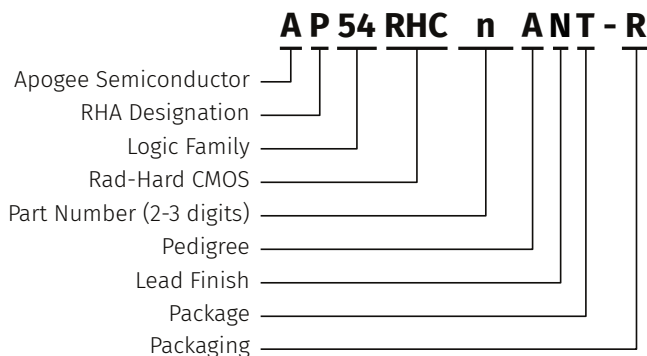 A P 54 RHC n A N T - R
Apogee Semiconductor
RHA Designation
Logic Family
Rad-Hard CMOS
Part Number (2-3 digits)
Pedigree
Lead Finish
Package
Packaging